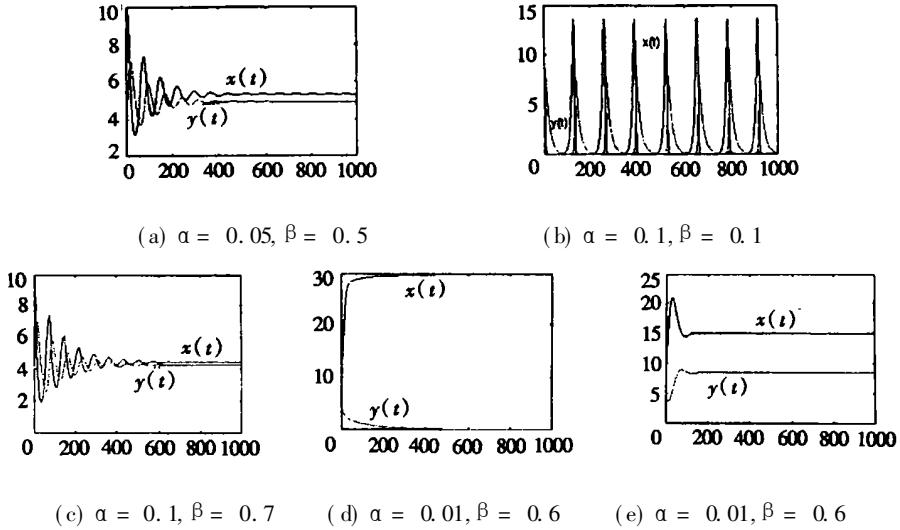 10
8
6
4
2
0 200 400 600 800 1000
x(t)
y(t)
(a) α = 0.05, β = 0.5
15
10
5
0 200 400 600 800 1000
x(t)
y(t)
(b) α = 0.1, β = 0.1
10
8
6
4
2
0 200 400 600 800 1000
x(t)
y(t)
(c) α = 0.1, β = 0.7
30
20
10
0 200 400 600 800 1000
x(t)
y(t)
(d) α = 0.01, β = 0.6
25
20
15
10
5
0 200 400 600 800 1000
x(t)
y(t)
(e) α = 0.01, β = 0.6